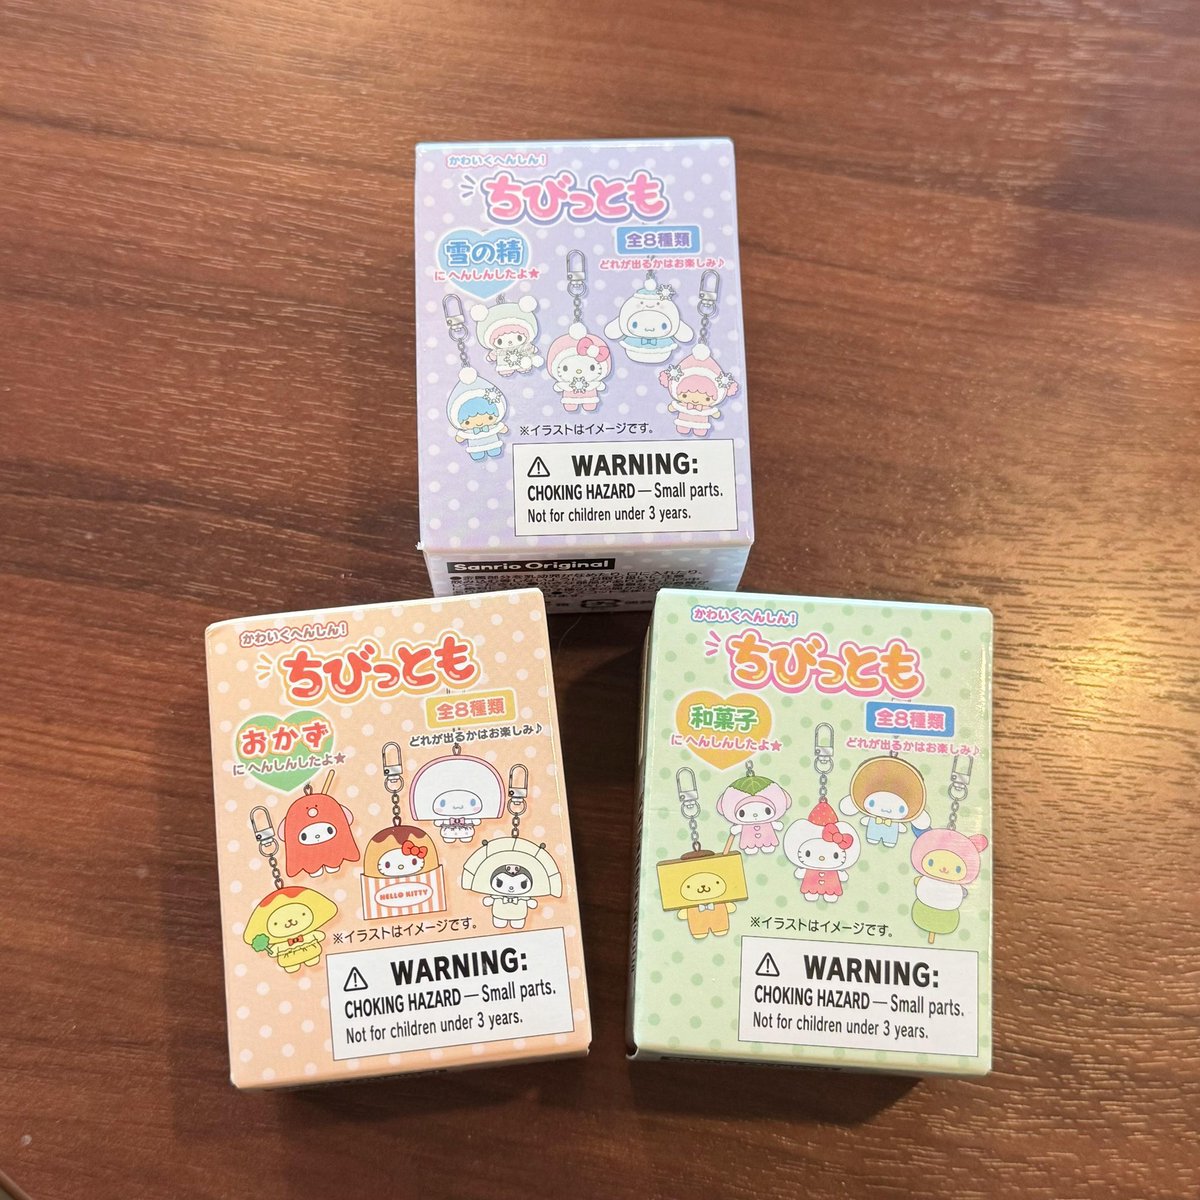 かわいくへんしん!
ちびっとも
雪の精
に へんしんしたよ★
全8種類
どれが出るかはお楽しみ♪
※イラストはイメージです。
WARNING:
CHOKING HAZARD — Small parts.
Not for children under 3 years.
Sanrio Original
かわいくへんしん!
ちびっとも
おかず
に へんしんしたよ★
全8種類
どれが出るかはお楽しみ♪
HELLO KITTY
※イラストはイメージです。
WARNING:
CHOKING HAZARD — Small parts.
Not for children under 3 years.
かわいくへんしん!
ちびっとも
和菓子
に へんしんしたよ★
全8種類
どれが出るかはお楽しみ♪
※イラストはイメージです。
WARNING:
CHOKING HAZARD — Small parts.
Not for children under 3 years.